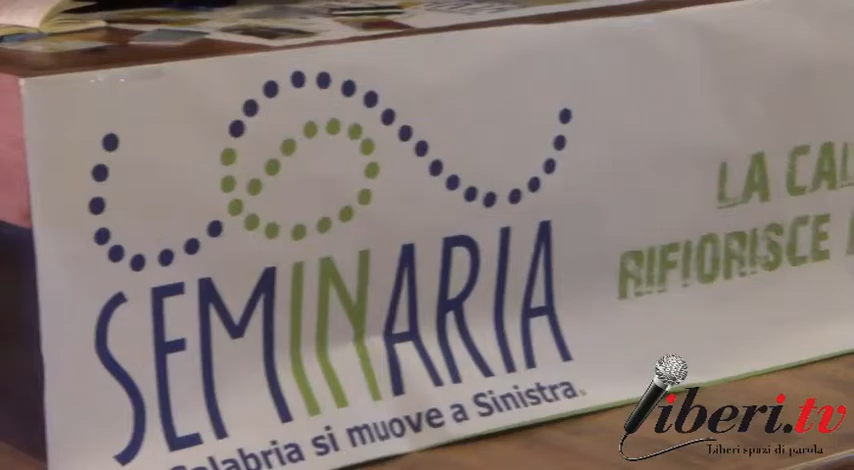 SEMINARIA
Calabria si muove a Sinistra.
LA CAL
RIFIORISCE
liberi.tv
Liberi spazi di parola